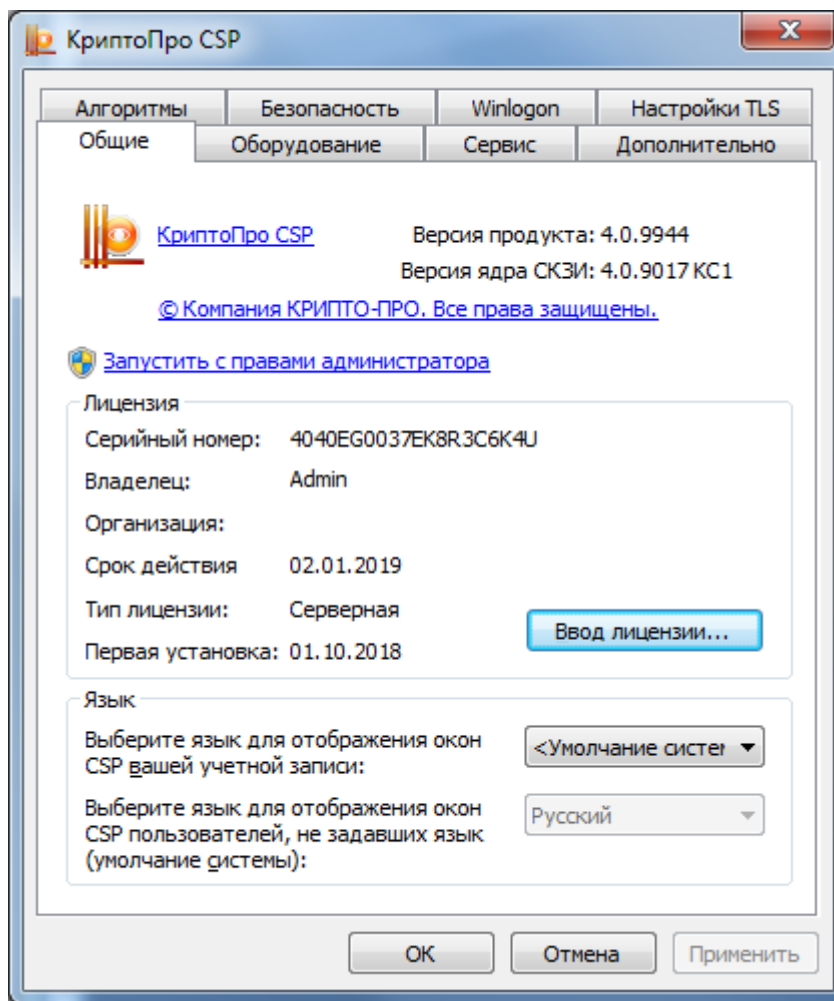 КриптоПро CSP
Алгоритмы Безопасность Winlogon Настройки TLS
Общие Оборудование Сервис Дополнительно
КриптоПро CSP Версия продукта: 4.0.9944
Версия ядра СКЗИ: 4.0.9017 КС1
© Компания КРИПТО-ПРО. Все права защищены.
Запустить с правами администратора
Лицензия
Серийный номер: 4040EG0037EK8R3C6K4U
Владелец: Admin
Организация:
Срок действия 02.01.2019
Тип лицензии: Серверная
Ввод лицензии...
Первая установка: 01.10.2018
Язык
Выберите язык для отображения окон
CSP вашей учетной записи:
<Умолчание систем
Выберите язык для отображения окон
CSP пользователей, не задавших язык
(умолчание системы):
Русский
OK Отмена Применить